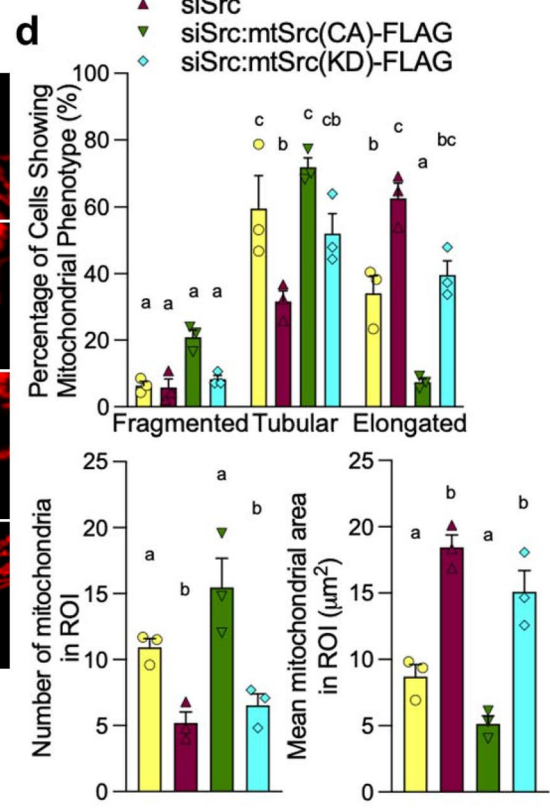 d
siSrc
siSrc:mtSrc(CA)-FLAG
siSrc:mtSrc(KD)-FLAG
Percentage of Cells Showing
Mitochondrial Phenotype (%)
100
80
60
40
20
0
a a a a
c b c cb
b c a bc
Fragmented Tubular Elongated
Number of mitochondria
in ROI
25
20
15
10
5
0
a b a b
Mean mitochondrial area
in ROI (μm²)
25
20
15
10
5
0
a b a b